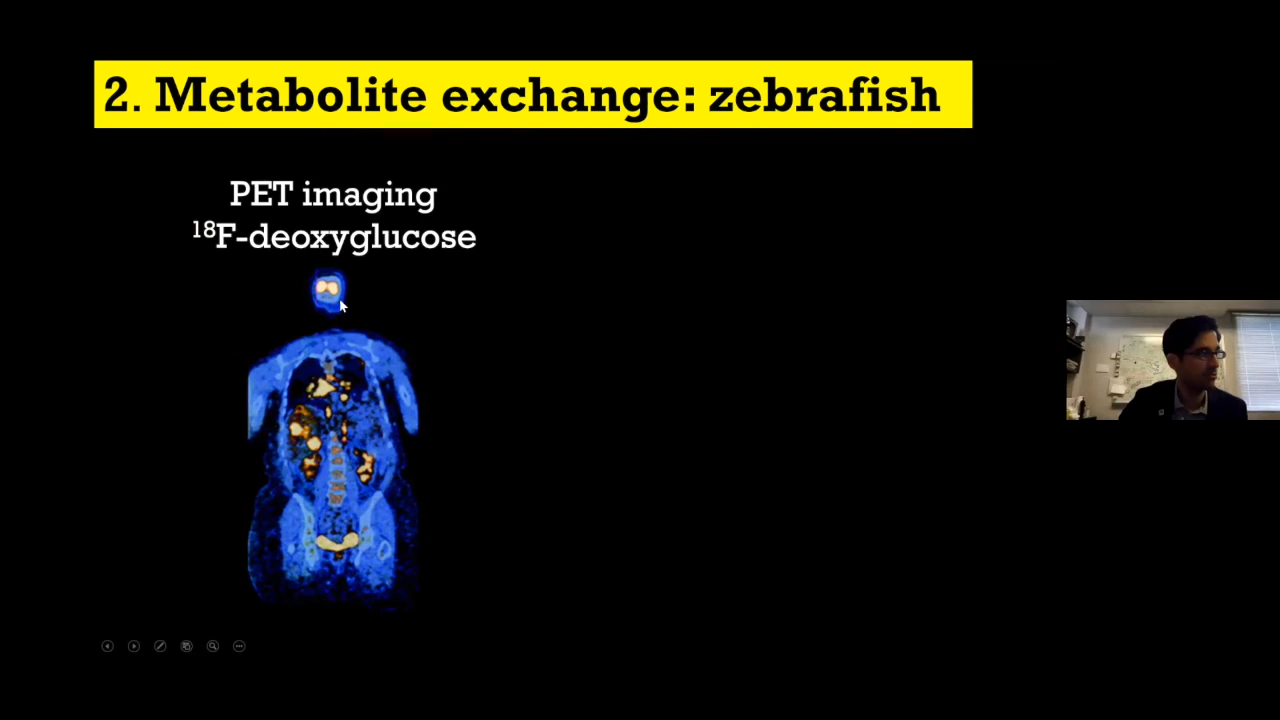 2. Metabolite exchange: zebrafish
PET imaging
¹⁸F-deoxyglucose